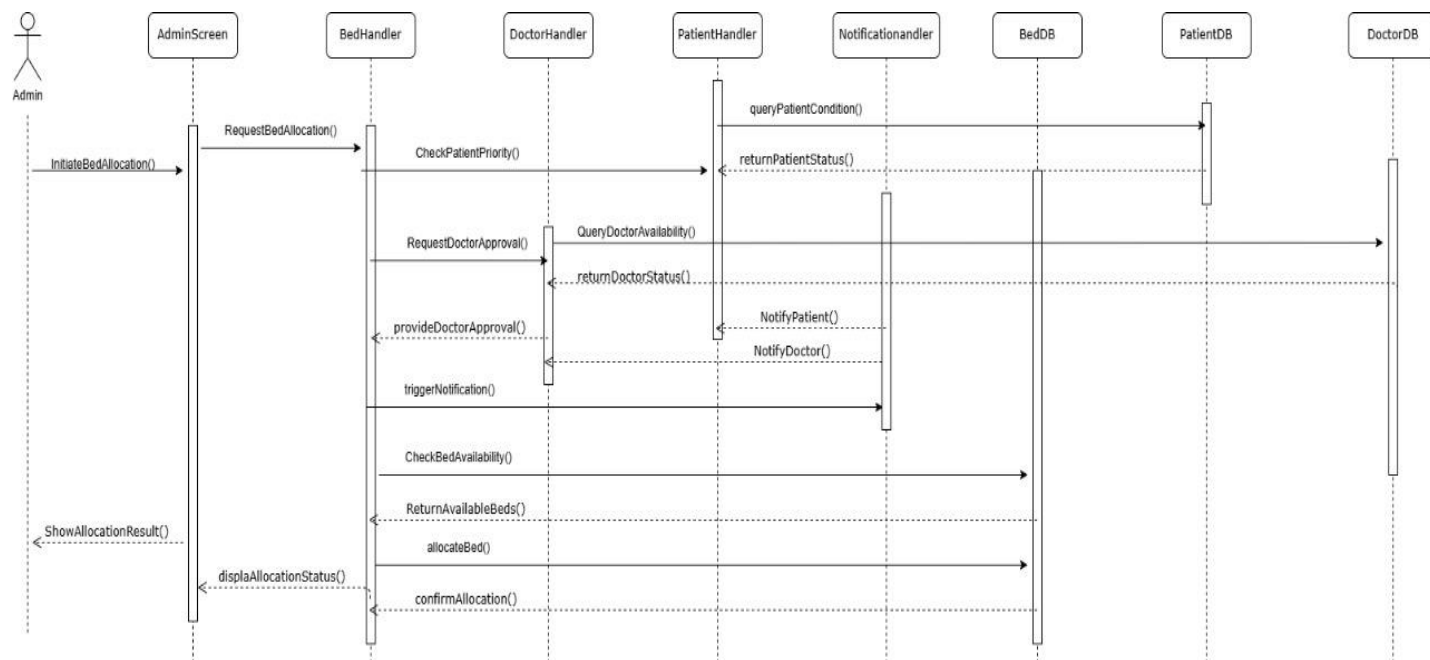 AdminScreen
BedHandler
DoctorHandler
PatientHandler
Notificationandler
BedDB
PatientDB
DoctorDB
Admin
queryPatientCondition()
RequestBedAllocation()
CheckPatientPriority()
InitiateBedAllocation()
returnPatientStatus()
QueryDoctorAvailability()
RequestDoctorApproval()
returnDoctorStatus()
NotifyPatient()
provideDoctorApproval()
NotifyDoctor()
triggerNotification()
CheckBedAvailability()
ReturnAvailableBeds()
ShowAllocationResult()
allocateBed()
displaAllocationStatus()
confirmAllocation()